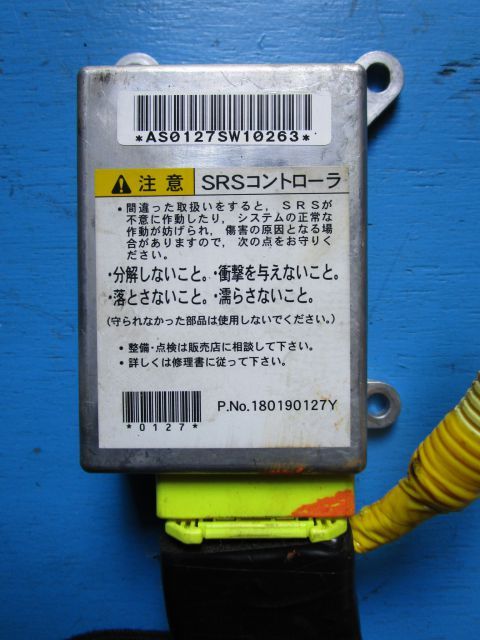 *AS0127SW10263*
注意 SRSコントローラ
・間違った取扱いをすると、SRSが
不意に作動したり、システムの正常な
作動が妨げられ、傷害の原因となる場
合がありますので、次の点をお守りく
ださい。
・分解しないこと。・衝撃を与えないこと。
・落とさないこと。・濡らさないこと。
(守られなかった部品は使用しないでください。)
・整備・点検は販売店に相談して下さい。
・詳しくは修理書に従って下さい。
*0127*
P.No.180190127Y